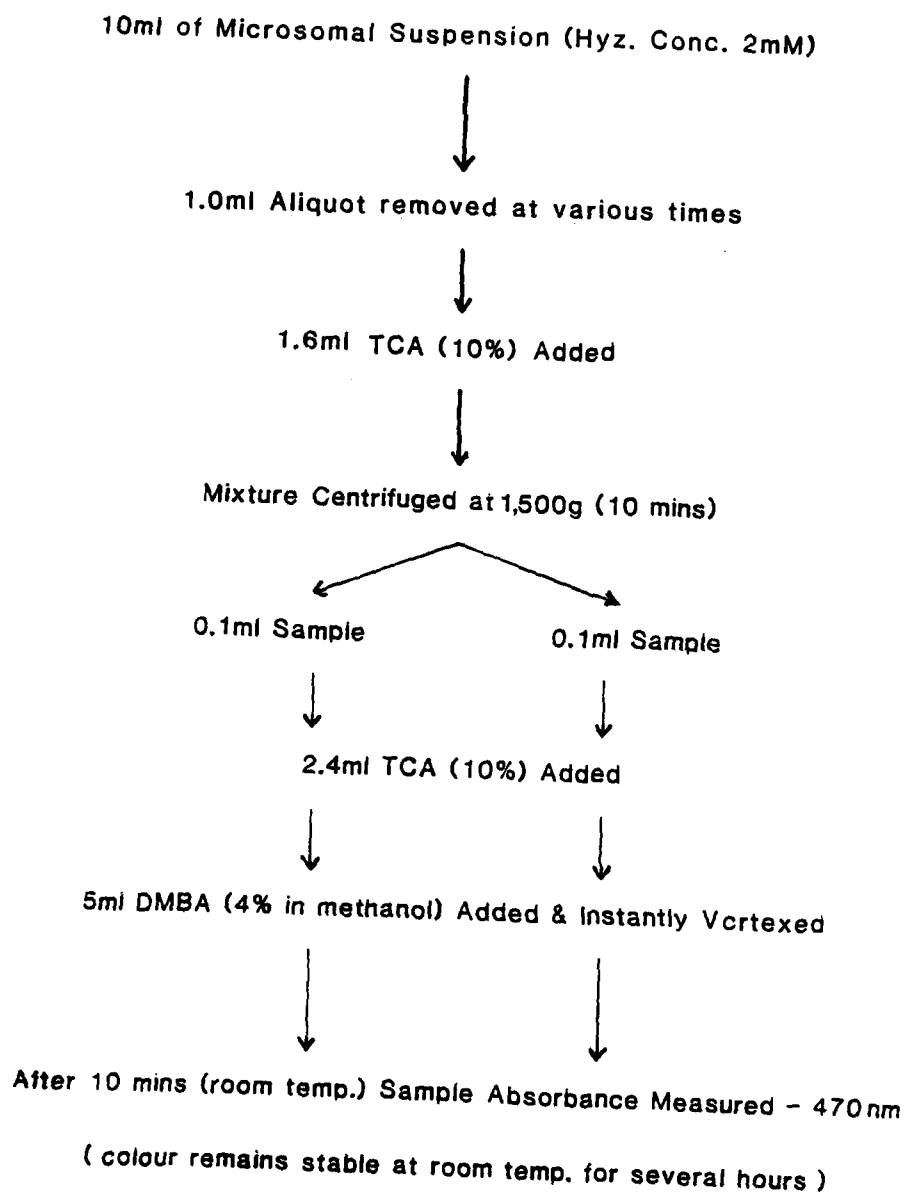 10ml of Microsomal Suspension (Hyz. Conc. 2mM)
1.0ml Aliquot removed at various times
1.6ml TCA (10%) Added
Mixture Centrifuged at 1,500g (10 mins)
0.1ml Sample 0.1ml Sample
2.4ml TCA (10%) Added
5ml DMBA (4% in methanol) Added & Instantly Vortexed
After 10 mins (room temp.) Sample Absorbance Measured - 470nm
( colour remains stable at room temp. for several hours )